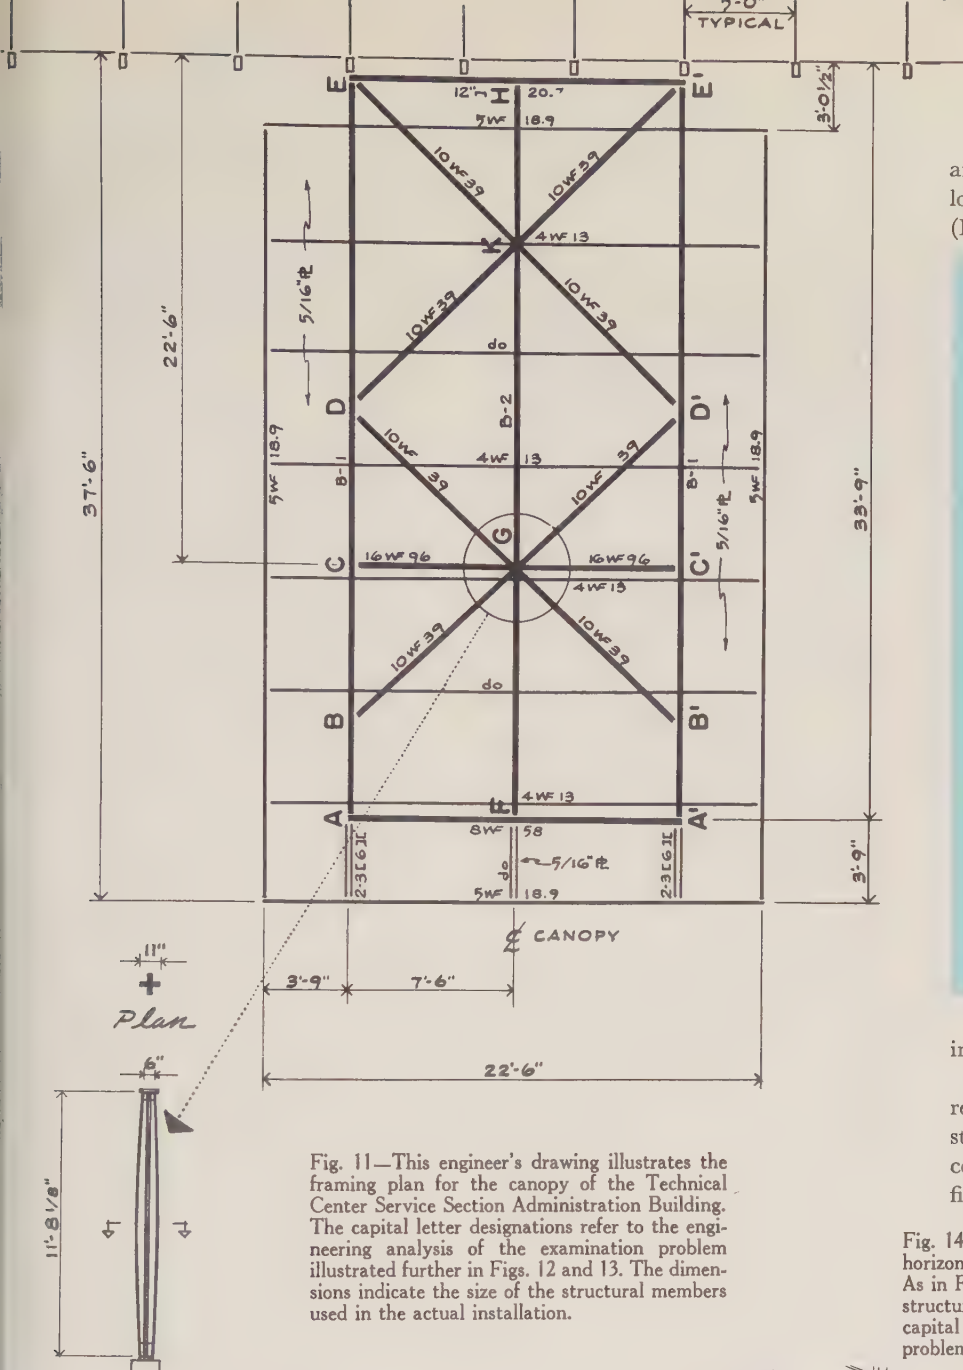 5'-0"
TYPICAL
E
E'
12"
H
20.7
5WF 18.9
3'-0½"
10WF39
10WF39
K
4WF13
5/16"℞
10WF39
10WF39
22'-6"
do
D
B-2
D'
5WF 18.9
B-1
10WF 39
4WF 13
10WF 39
B-1
5WF 18.9
37'-6"
33'-9"
5/16"℞
G
C
16WF96
16WF96
C'
4WF13
10WF39
10WF39
do
B
B'
A
F
4WF13
A'
8WF 58
2-3[6][
do
5/16"℞
2-3[6][
3'-9"
5WF 18.9
℄ CANOPY
11"
3'-9"
7'-6"
Plan
6"
22'-6"
11'-8 1/8"
Fig. 11—This engineer's drawing illustrates the
framing plan for the canopy of the Technical
Center Service Section Administration Building.
The capital letter designations refer to the engi-
neering analysis of the examination problem
illustrated further in Figs. 12 and 13. The dimen-
sions indicate the size of the structural members
used in the actual installation.
Fig. 14
horizon
As in F
structu
capital
problem